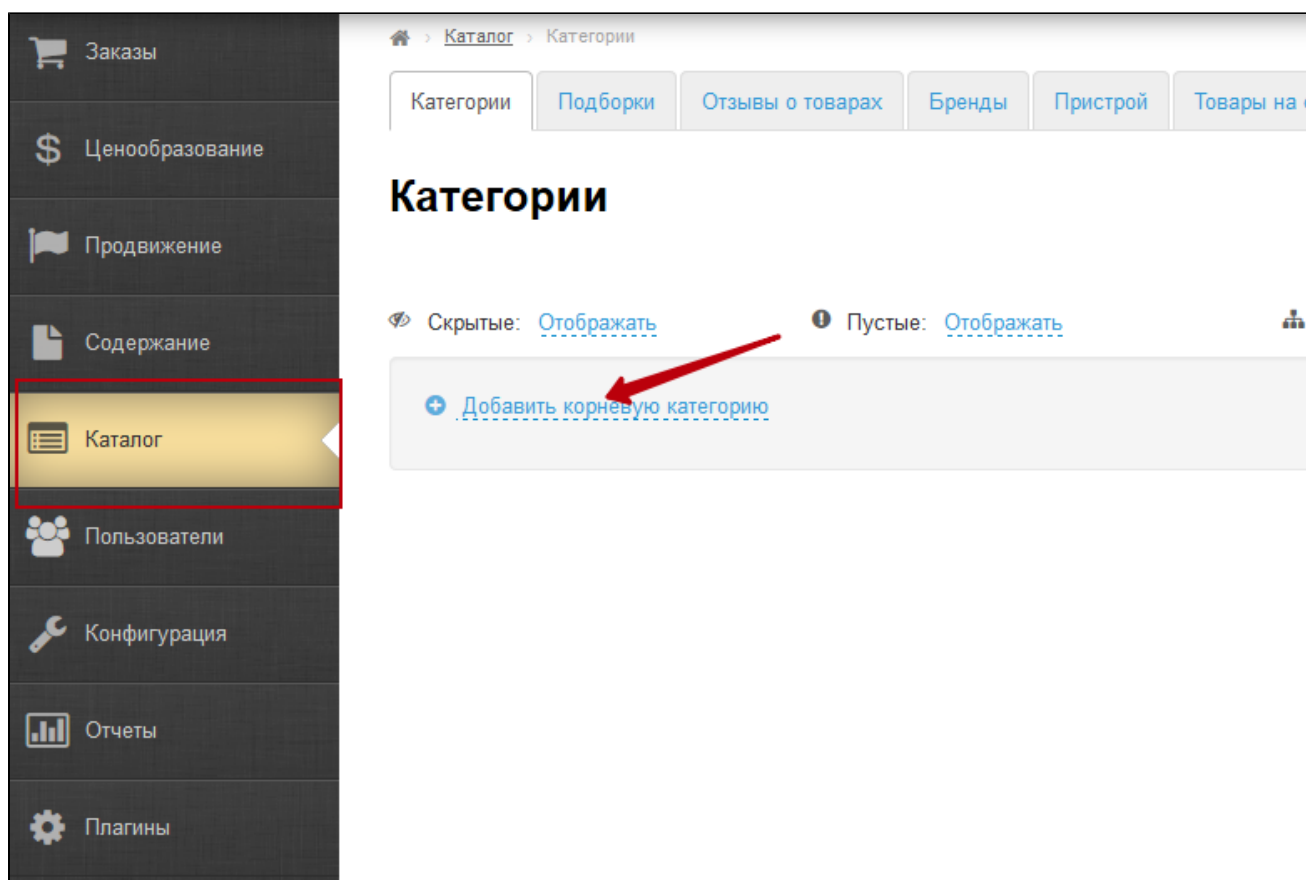 Заказы
Ценообразование
Продвижение
Содержание
Каталог
Пользователи
Конфигурация
Отчеты
Плагины
Каталог › Категории
Категории Подборки Отзывы о товарах Бренды Пристрой Товары на
Категории
Скрытые: Отображать Пустые: Отображать
Добавить корневую категорию